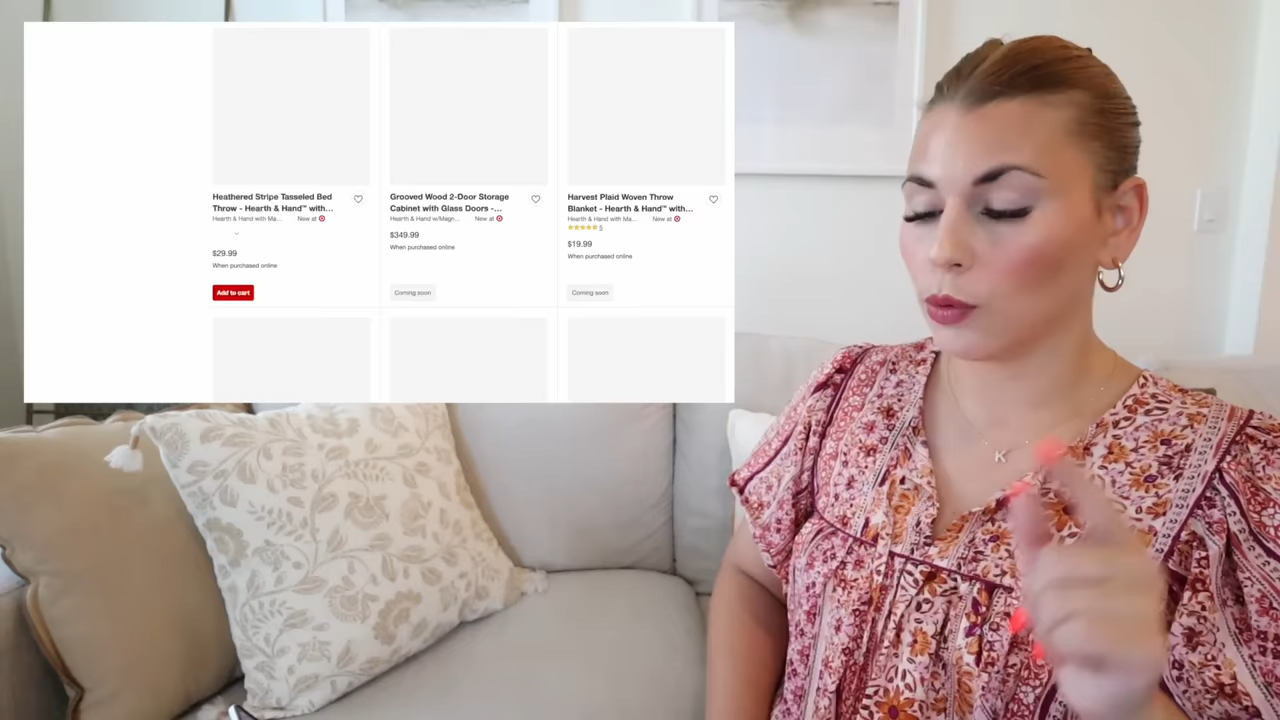 Heathered Stripe Tasseled Bed
Throw - Hearth & Hand™ with...
Hearth & Hand with Ma... New at
$29.99
When purchased online
Add to cart
Grooved Wood 2-Door Storage
Cabinet with Glass Doors -...
Hearth & Hand w/Magn... New at
$349.99
When purchased online
Coming soon
Harvest Plaid Woven Throw
Blanket - Hearth & Hand™ with...
Hearth & Hand with Ma... New at
5
$19.99
When purchased online
Coming soon
K